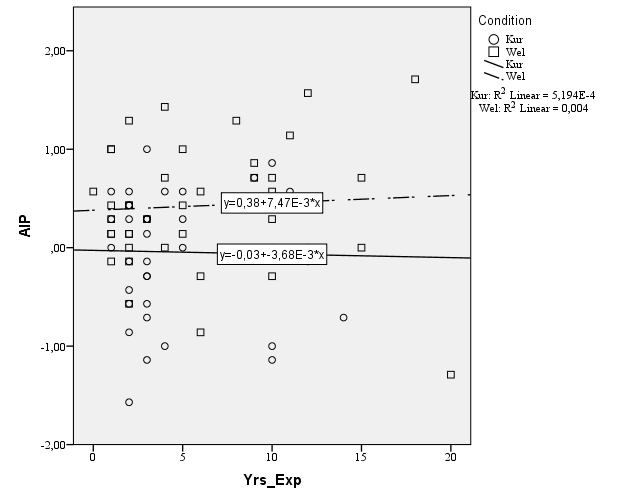 Condition
Kur
Wel
Kur
Wel
Kur: R2 Linear = 5,194E-4
Wel: R2 Linear = 0,004
2,00
1,00
,00
-1,00
-2,00
AIP
y=0,38+7,47E-3*x
y=-0,03+-3,68E-3*x
0 5 10 15 20
Yrs_Exp